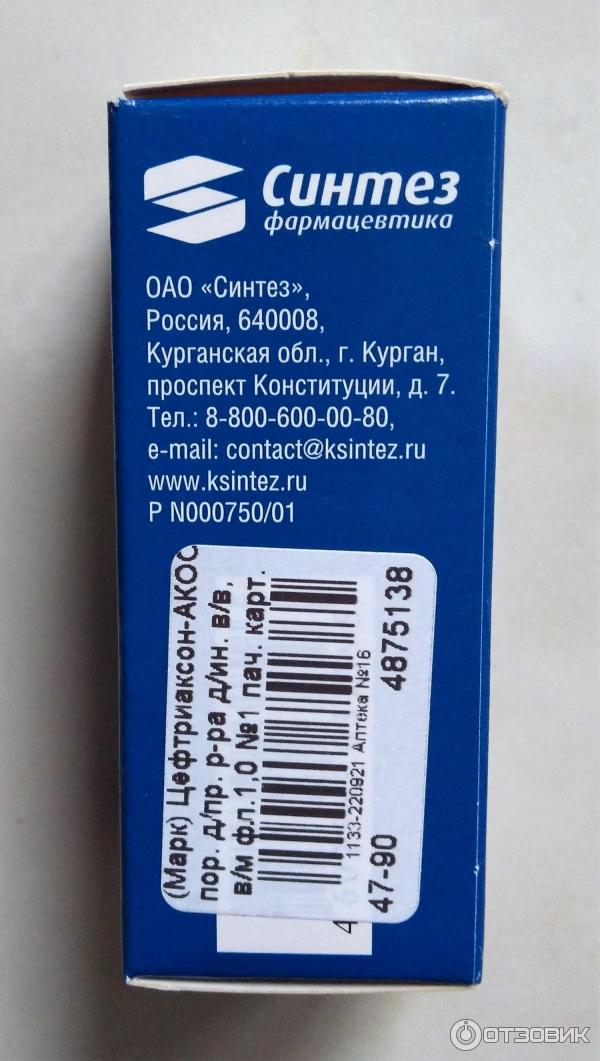 Синтез
фармацевтика
ОАО «Синтез»,
Россия, 640008,
Курганская обл., г. Курган,
проспект Конституции, д. 7.
Тел.: 8-800-600-00-80,
e-mail: contact@ksintez.ru
www.ksintez.ru
Р N000750/01
(Марк) Цефтриаксон-АКОС
пор. д/пр. р-ра д/ин. в/в,
в/м фл.1,0 №1 пач. карт.
1133-220921 Аптека №16
47-90 4875138
ОТЗОВИК